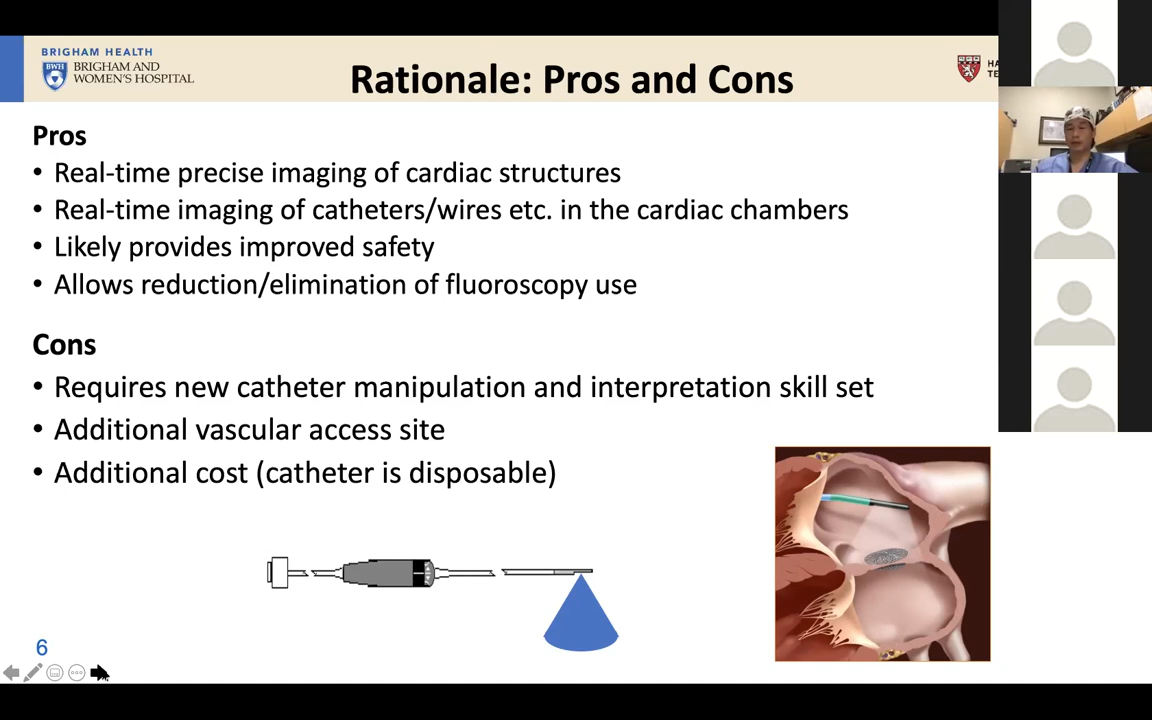 BRIGHAM HEALTH
BWH
BRIGHAM AND
WOMEN'S HOSPITAL
Rationale: Pros and Cons
HA
TE
Pros
• Real-time precise imaging of cardiac structures
• Real-time imaging of catheters/wires etc. in the cardiac chambers
• Likely provides improved safety
• Allows reduction/elimination of fluoroscopy use
Cons
• Requires new catheter manipulation and interpretation skill set
• Additional vascular access site
• Additional cost (catheter is disposable)
6